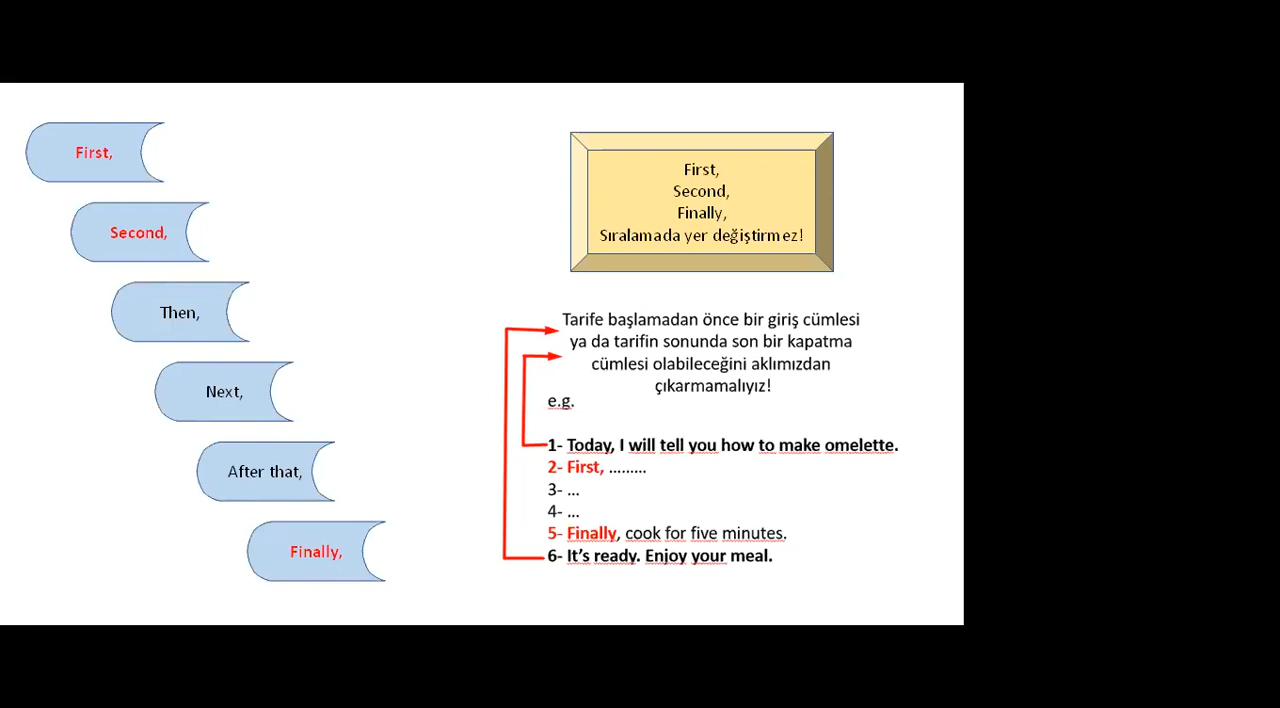 First,
Second,
Then,
Next,
After that,
Finally,
First,
Second,
Finally,
Sıralamada yer değiştirmez!
Tarife başlamadan önce bir giriş cümlesi
ya da tarifin sonunda son bir kapatma
cümlesi olabileceğini aklımızdan
çıkarmamalıyız!
e.g.
1- Today, I will tell you how to make omelette.
2- First, .........
3- ...
4- ...
5- Finally, cook for five minutes.
6- It’s ready. Enjoy your meal.